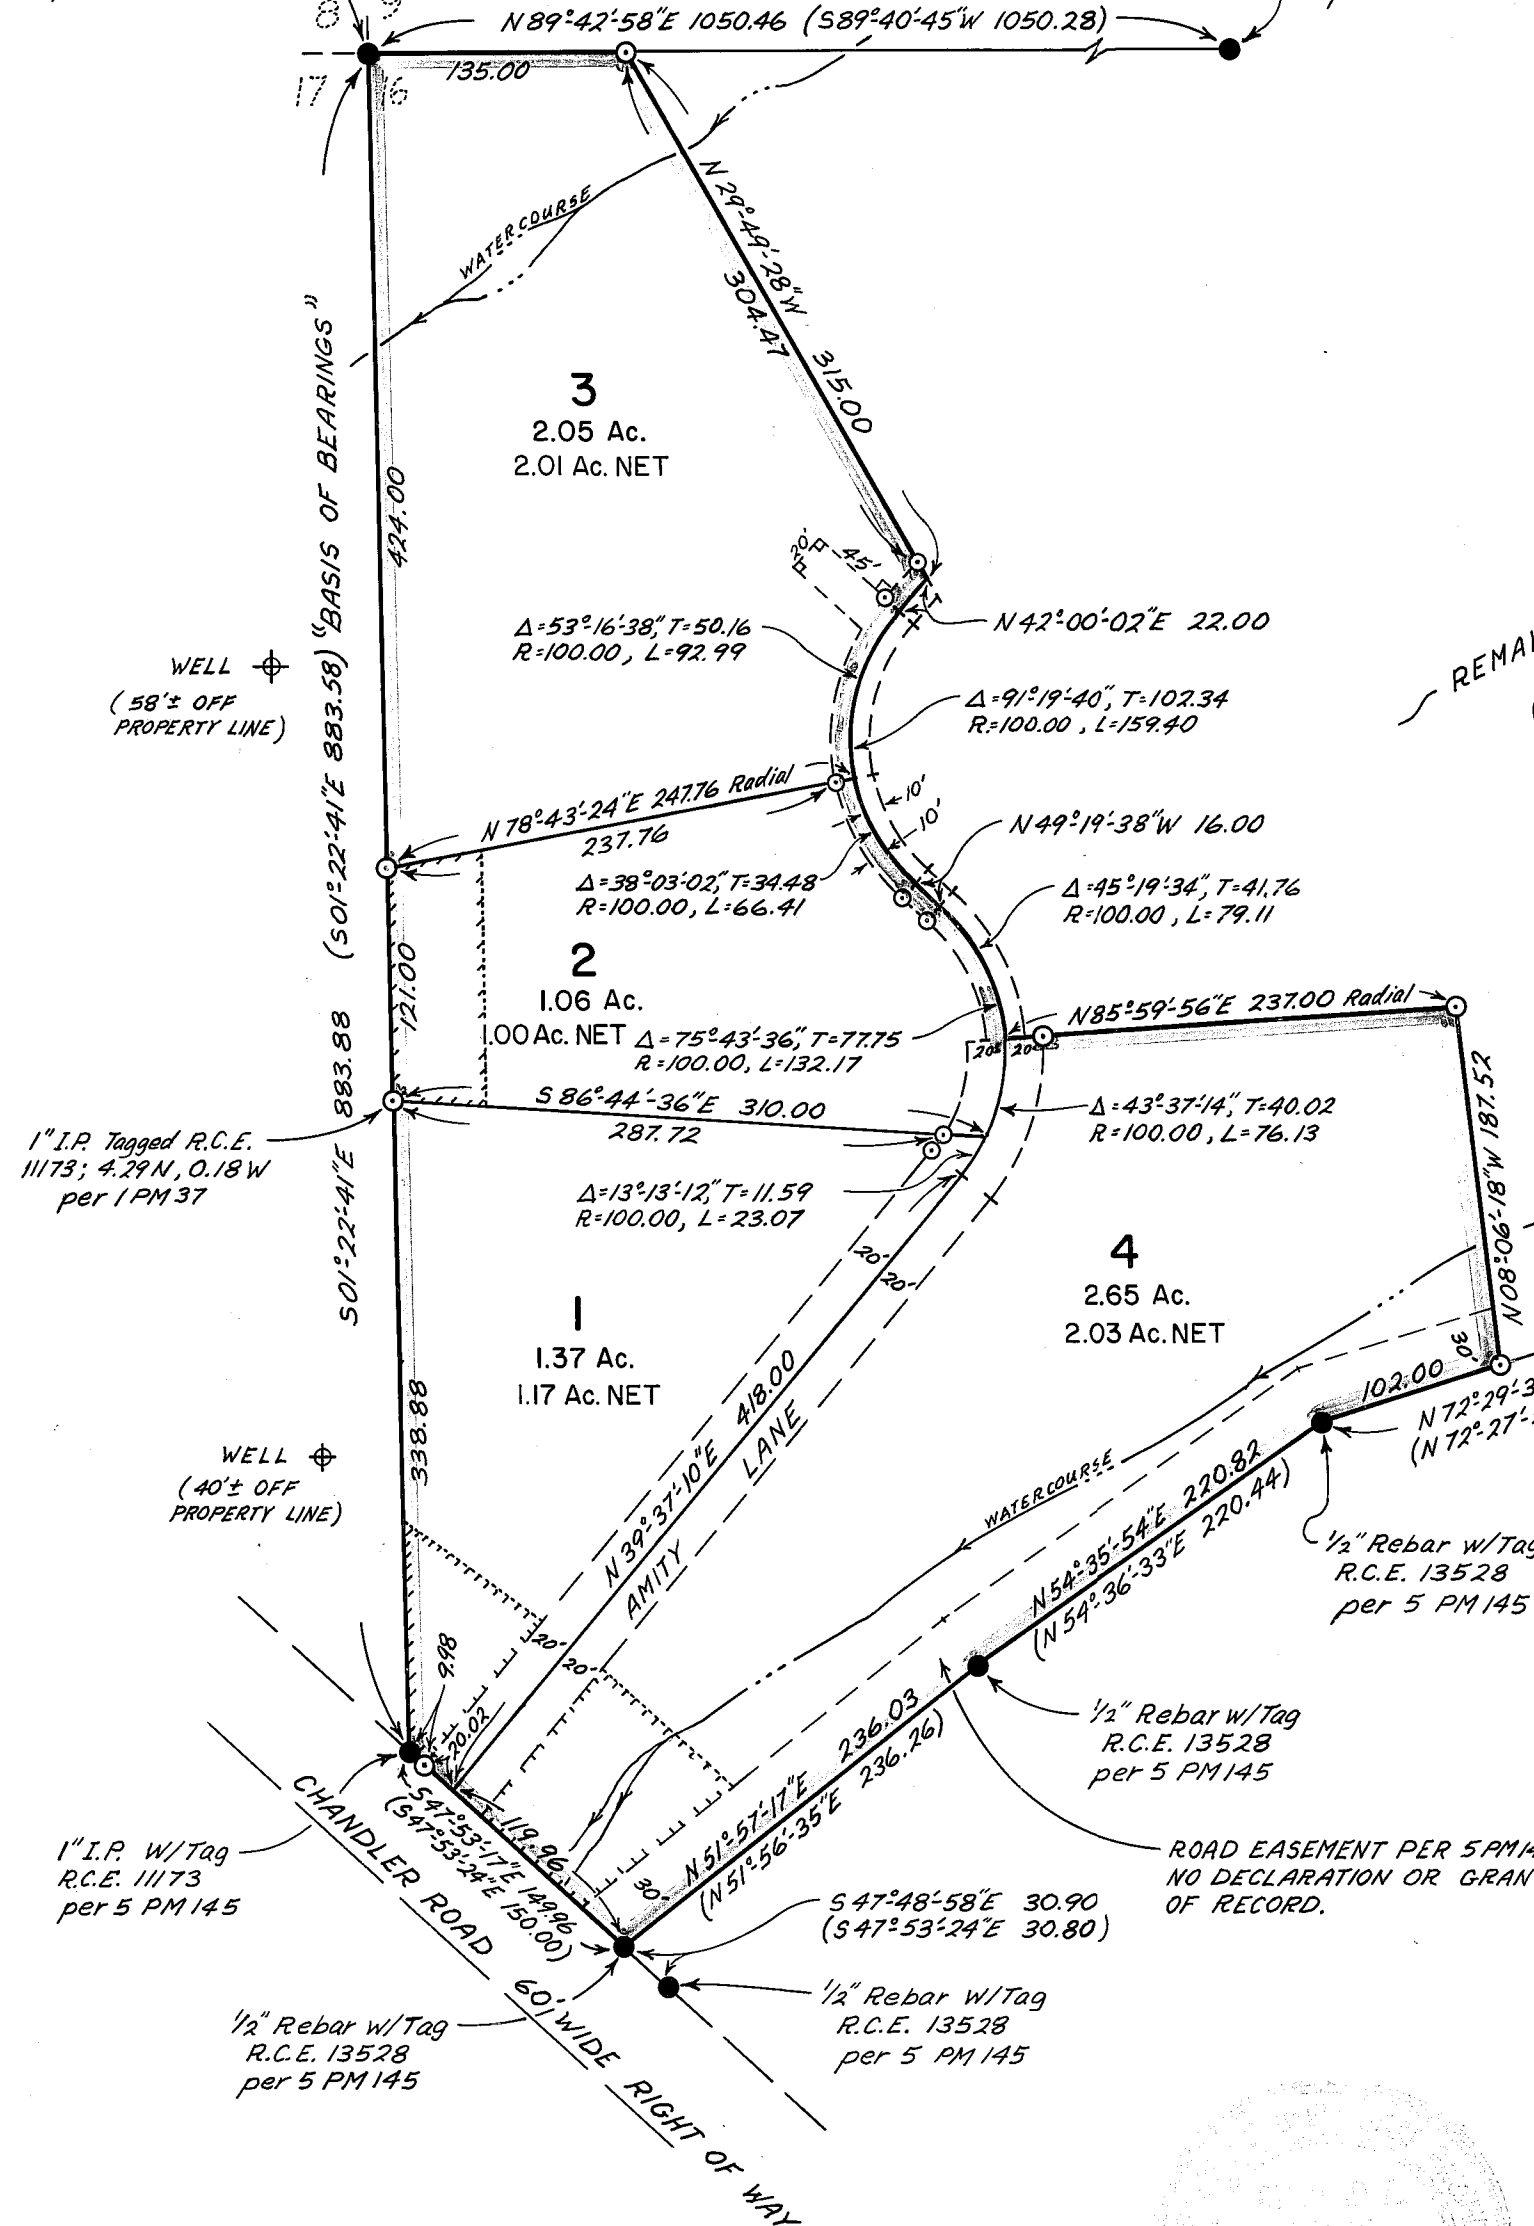 8 9
N89°-42'-58"E 1050.46 (S89°-40'-45"W 1050.28)
17 16
135.00
WATERCOURSE
N 29°-49'-28"W
304.47 315.00
3
2.05 Ac.
2.01 Ac. NET
424.00
S01°-22'-41"E 883.88 (S01°-22'-41"E 883.58) "BASIS OF BEARINGS"
20' 45'
Δ=53°-16'-38", T=50.16
R=100.00, L=92.99
N42°-00'-02"E 22.00
WELL
(58'± OFF
PROPERTY LINE)
Δ=91°-19'-40", T=102.34
R=100.00, L=159.40
N 78°-43'-24"E 247.76 Radial
237.76
10'
10'
N49°-19'-38"W 16.00
Δ=38°-03'-02", T=34.48
R=100.00, L=66.41
Δ=45°-19'-34", T=41.76
R=100.00, L=79.11
121.00
2
1.06 Ac.
1.00 Ac. NET
Δ=75°-43'-36", T=77.75
R=100.00, L=132.17
N85°-59'-56"E 237.00 Radial
20' 20'
S 86°-44'-36"E 310.00
287.72
Δ=43°-37'-14", T=40.02
R=100.00, L=76.13
N08°-06'-18"W 187.52
1" I.P. Tagged R.C.E.
11173; 4.29N, 0.18W
per 1 PM 37
Δ=13°-13'-12", T=11.59
R=100.00, L=23.07
20'
20'
4
2.65 Ac.
2.03 Ac. NET
1
1.37 Ac.
1.17 Ac. NET
338.88
N 39°-37'-10"E 418.00
AMITY LANE
30'
102.00
WELL
(40'± OFF
PROPERTY LINE)
WATERCOURSE
N54°-35'-54"E 220.82
(N54°-36'-33"E 220.44)
1/2" Rebar w/Tag
R.C.E. 13528
per 5 PM 145
20'
20'
9.98
20.02
1/2" Rebar w/Tag
R.C.E. 13528
per 5 PM 145
236.03
N 51°-57'-17"E
(N51°-56'-35"E 236.26)
119.96
S47°-53'-17"E 149.96
(S47°-53'-24"E 150.00)
30'
CHANDLER ROAD 60' WIDE RIGHT OF WAY
1" I.P. W/Tag
R.C.E. 11173
per 5 PM 145
ROAD EASEMENT PER 5 PM
NO DECLARATION OR
OF RECORD.
S 47°-48'-58"E 30.90
(S47°-53'-24"E 30.80)
1/2" Rebar w/Tag
R.C.E. 13528
per 5 PM 145
1/2" Rebar w/Tag
R.C.E. 13528
per 5 PM 145